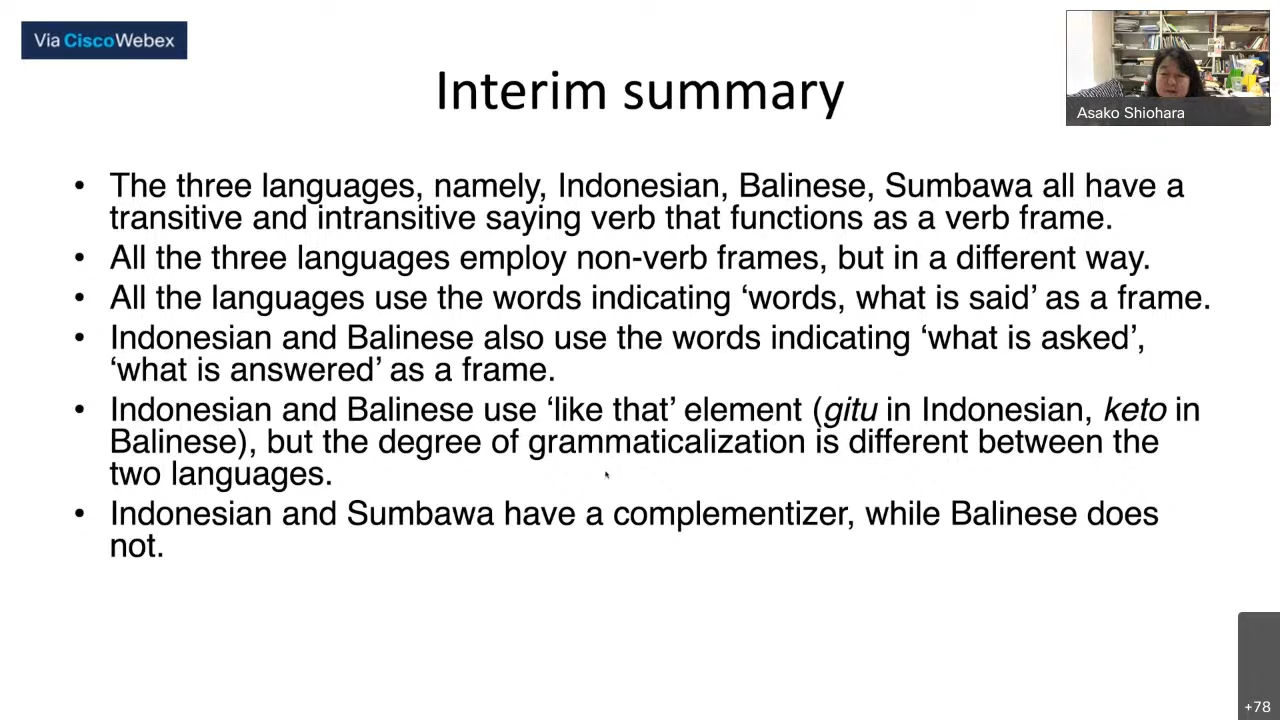 Via CiscoWebex
Asako Shiohara
Interim summary
• The three languages, namely, Indonesian, Balinese, Sumbawa all have a
transitive and intransitive saying verb that functions as a verb frame.
• All the three languages employ non-verb frames, but in a different way.
• All the languages use the words indicating ‘words, what is said’ as a frame.
• Indonesian and Balinese also use the words indicating ‘what is asked’,
‘what is answered’ as a frame.
• Indonesian and Balinese use ‘like that’ element (gitu in Indonesian, keto in
Balinese), but the degree of grammaticalization is different between the
two languages.
• Indonesian and Sumbawa have a complementizer, while Balinese does
not.
+78